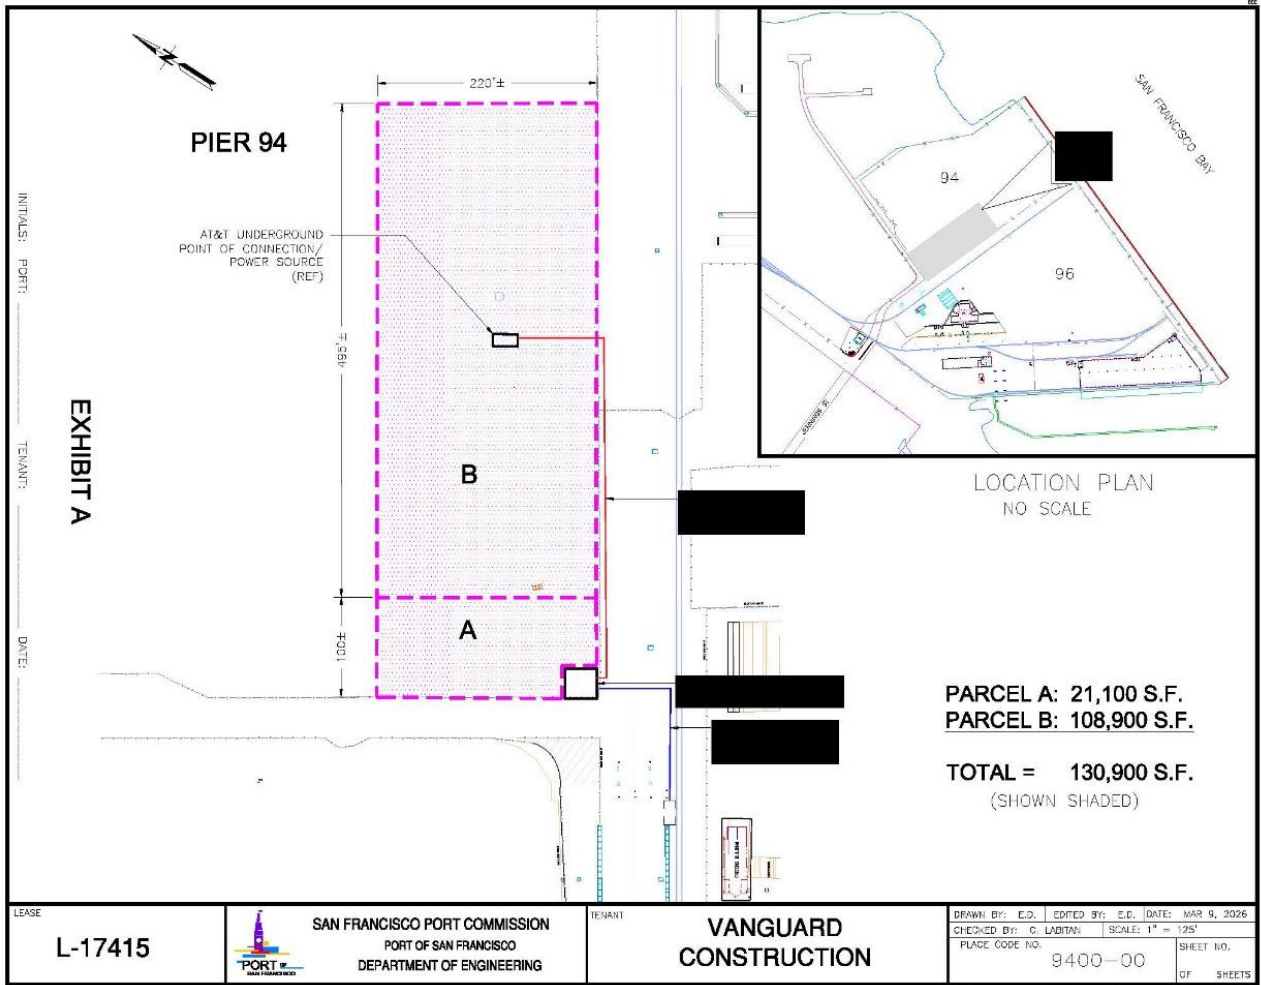 220'±
PIER 94
AT&T UNDERGROUND
POINT OF CONNECTION/
POWER SOURCE
(REF)
495'±
B
A
100±
INITIALS: PORT: TENANT: DATE:
EXHIBIT A
SAN FRANCISCO BAY
94
96
LOCATION PLAN
NO SCALE
PARCEL A: 21,100 S.F.
PARCEL B: 108,900 S.F.
TOTAL = 130,900 S.F.
(SHOWN SHADED)
LEASE
L-17415
PORT OF
SAN FRANCISCO
SAN FRANCISCO PORT COMMISSION
PORT OF SAN FRANCISCO
DEPARTMENT OF ENGINEERING
TENANT
VANGUARD
CONSTRUCTION
DRAWN BY: E.D. EDITED BY: E.D. DATE: MAR 9, 2026
CHECKED BY: C. LABITAN SCALE: 1" = 125'
PLACE CODE NO.
9400-00
SHEET NO.
OF SHEETS